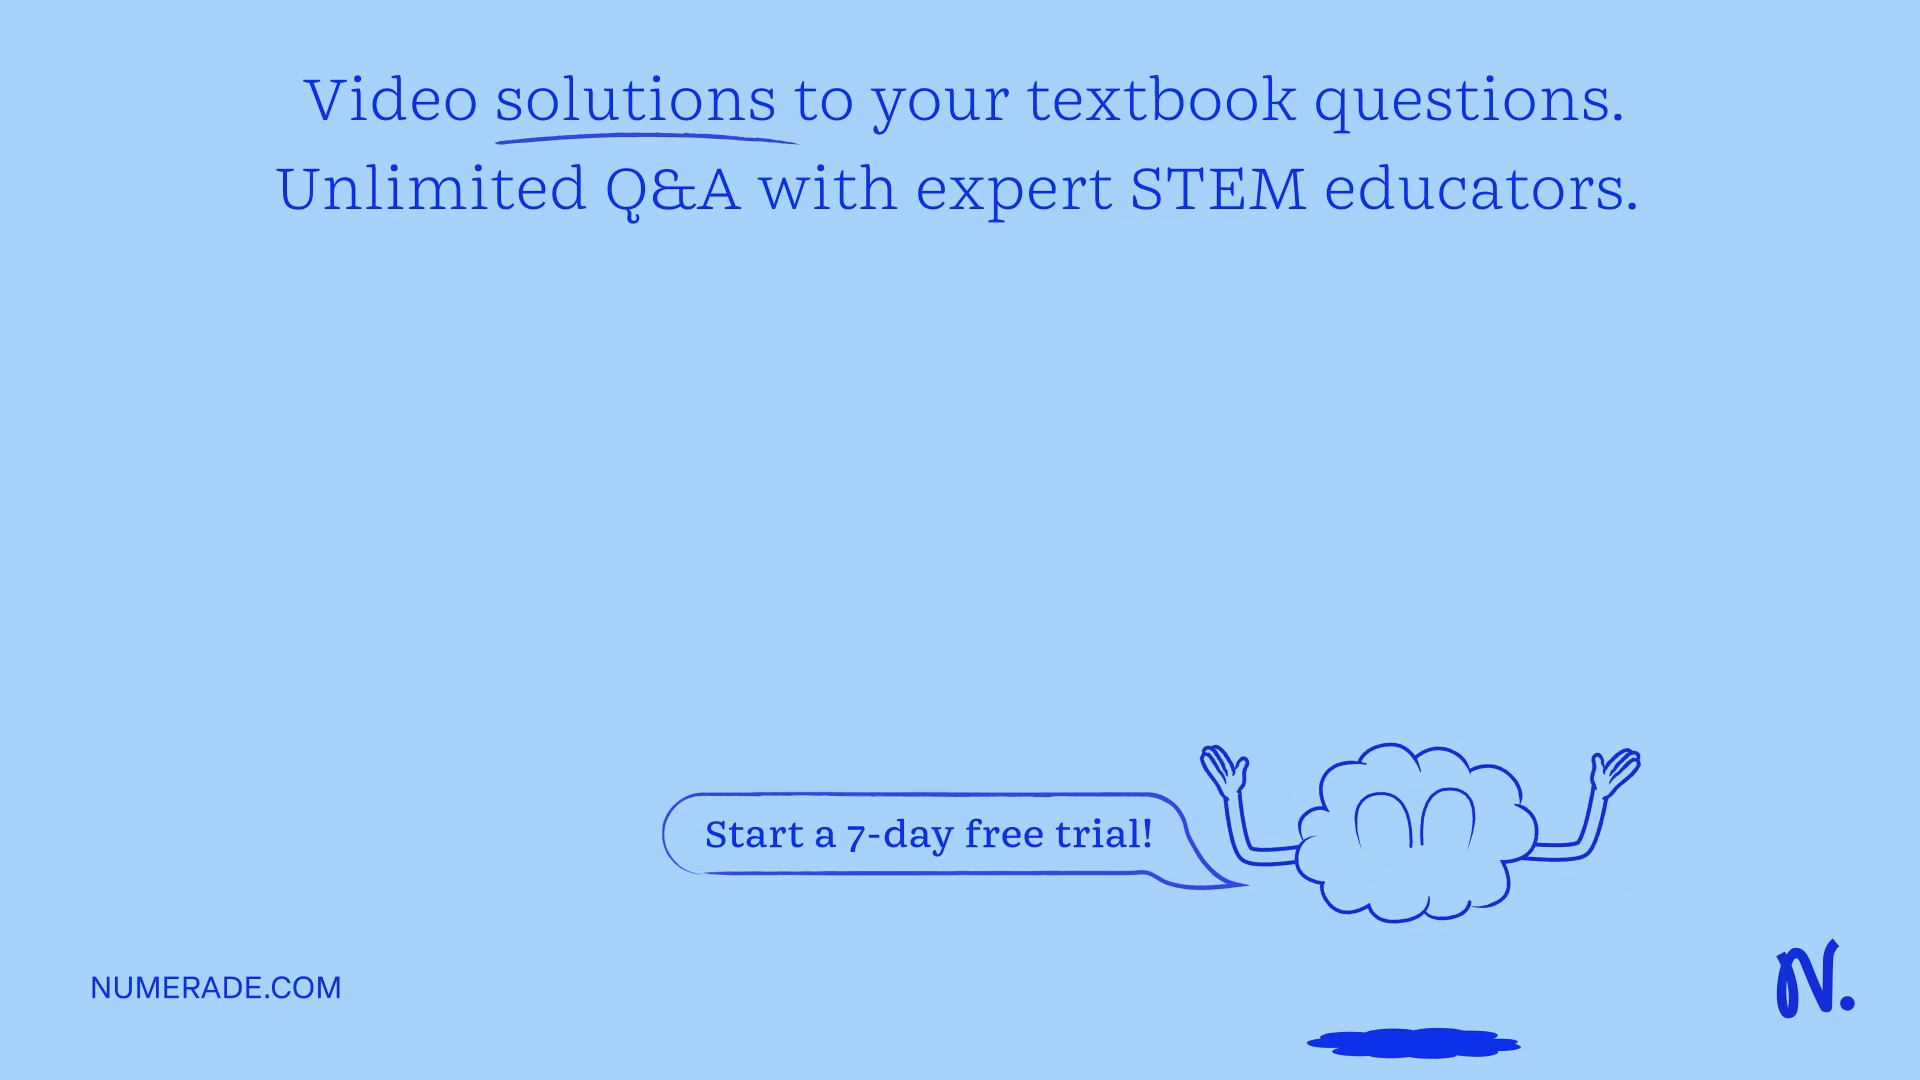 Video solutions to your textbook questions.
Unlimited Q&A with expert STEM educators.
Start a 7-day free trial!
NUMERADE.COM
N.